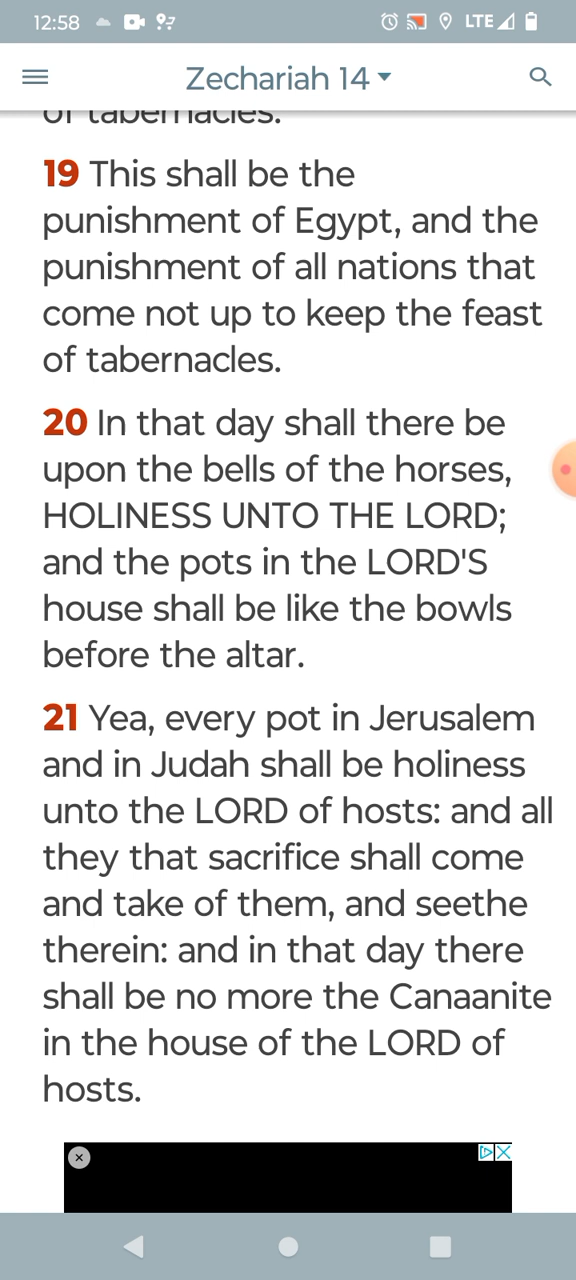 12:58
LTE
Zechariah 14
of tabernacles.
19 This shall be the
punishment of Egypt, and the
punishment of all nations that
come not up to keep the feast
of tabernacles.
20 In that day shall there be
upon the bells of the horses,
HOLINESS UNTO THE LORD;
and the pots in the LORD'S
house shall be like the bowls
before the altar.
21 Yea, every pot in Jerusalem
and in Judah shall be holiness
unto the LORD of hosts: and all
they that sacrifice shall come
and take of them, and seethe
therein: and in that day there
shall be no more the Canaanite
in the house of the LORD of
hosts.